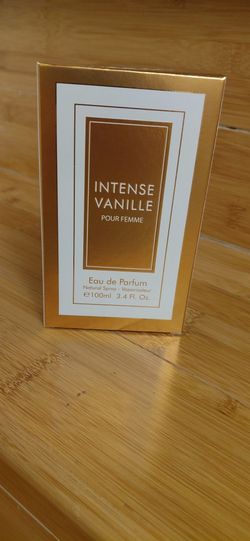 INTENSE
VANILLE
POUR FEMME
Eau de Parfum
Natural Spray - Vaporisateur
℮100ml 3.4 Fl. Oz.